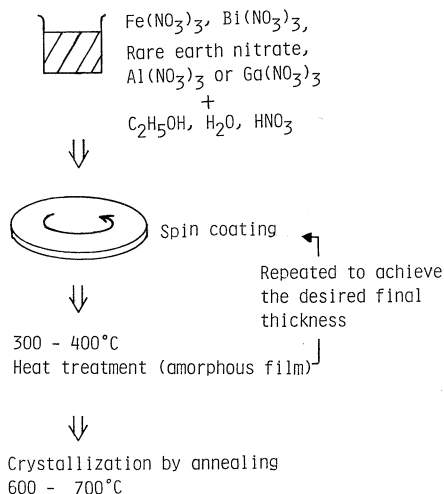 Fe(NO3)3, Bi(NO3)3,
Rare earth nitrate,
Al(NO3)3 or Ga(NO3)3
+
C2H5OH, H2O, HNO3
Spin coating
Repeated to achieve
the desired final
thickness
300 - 400°C
Heat treatment (amorphous film)
Crystallization by annealing
600 - 700°C